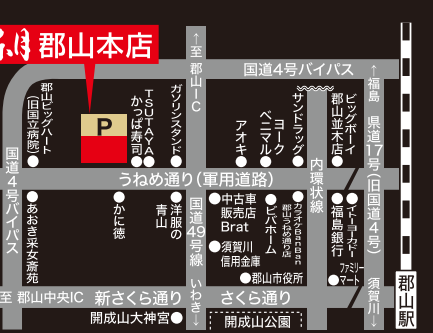 月 郡山本店
↑至 郡山IC
国道4号バイパス
↑福島 県道17号(旧国道4号) 須賀川↓
P
郡山ビッグハート
(旧国立病院)
TSUTAYA
かっぱ寿司
ガソリンスタンド
アオキ
ヨーク
ベニマル
サンドラッグ
ビッグボーイ
郡山並木店
うねめ通り(軍用道路)
内環状線
国道4号バイパス
あおき采女斎苑
かに徳
洋服の
青山
国道49号線 いわき↓
中古車
販売店
Brat
須賀川
信用金庫
ビバホーム
カラオケBanBan
郡山うねめ通り店
イトーヨーカドー
福島銀行
ファミリー
マート
郡山市役所
至 郡山中央IC 新さくら通り
さくら通り
開成山大神宮
開成山公園
郡山駅